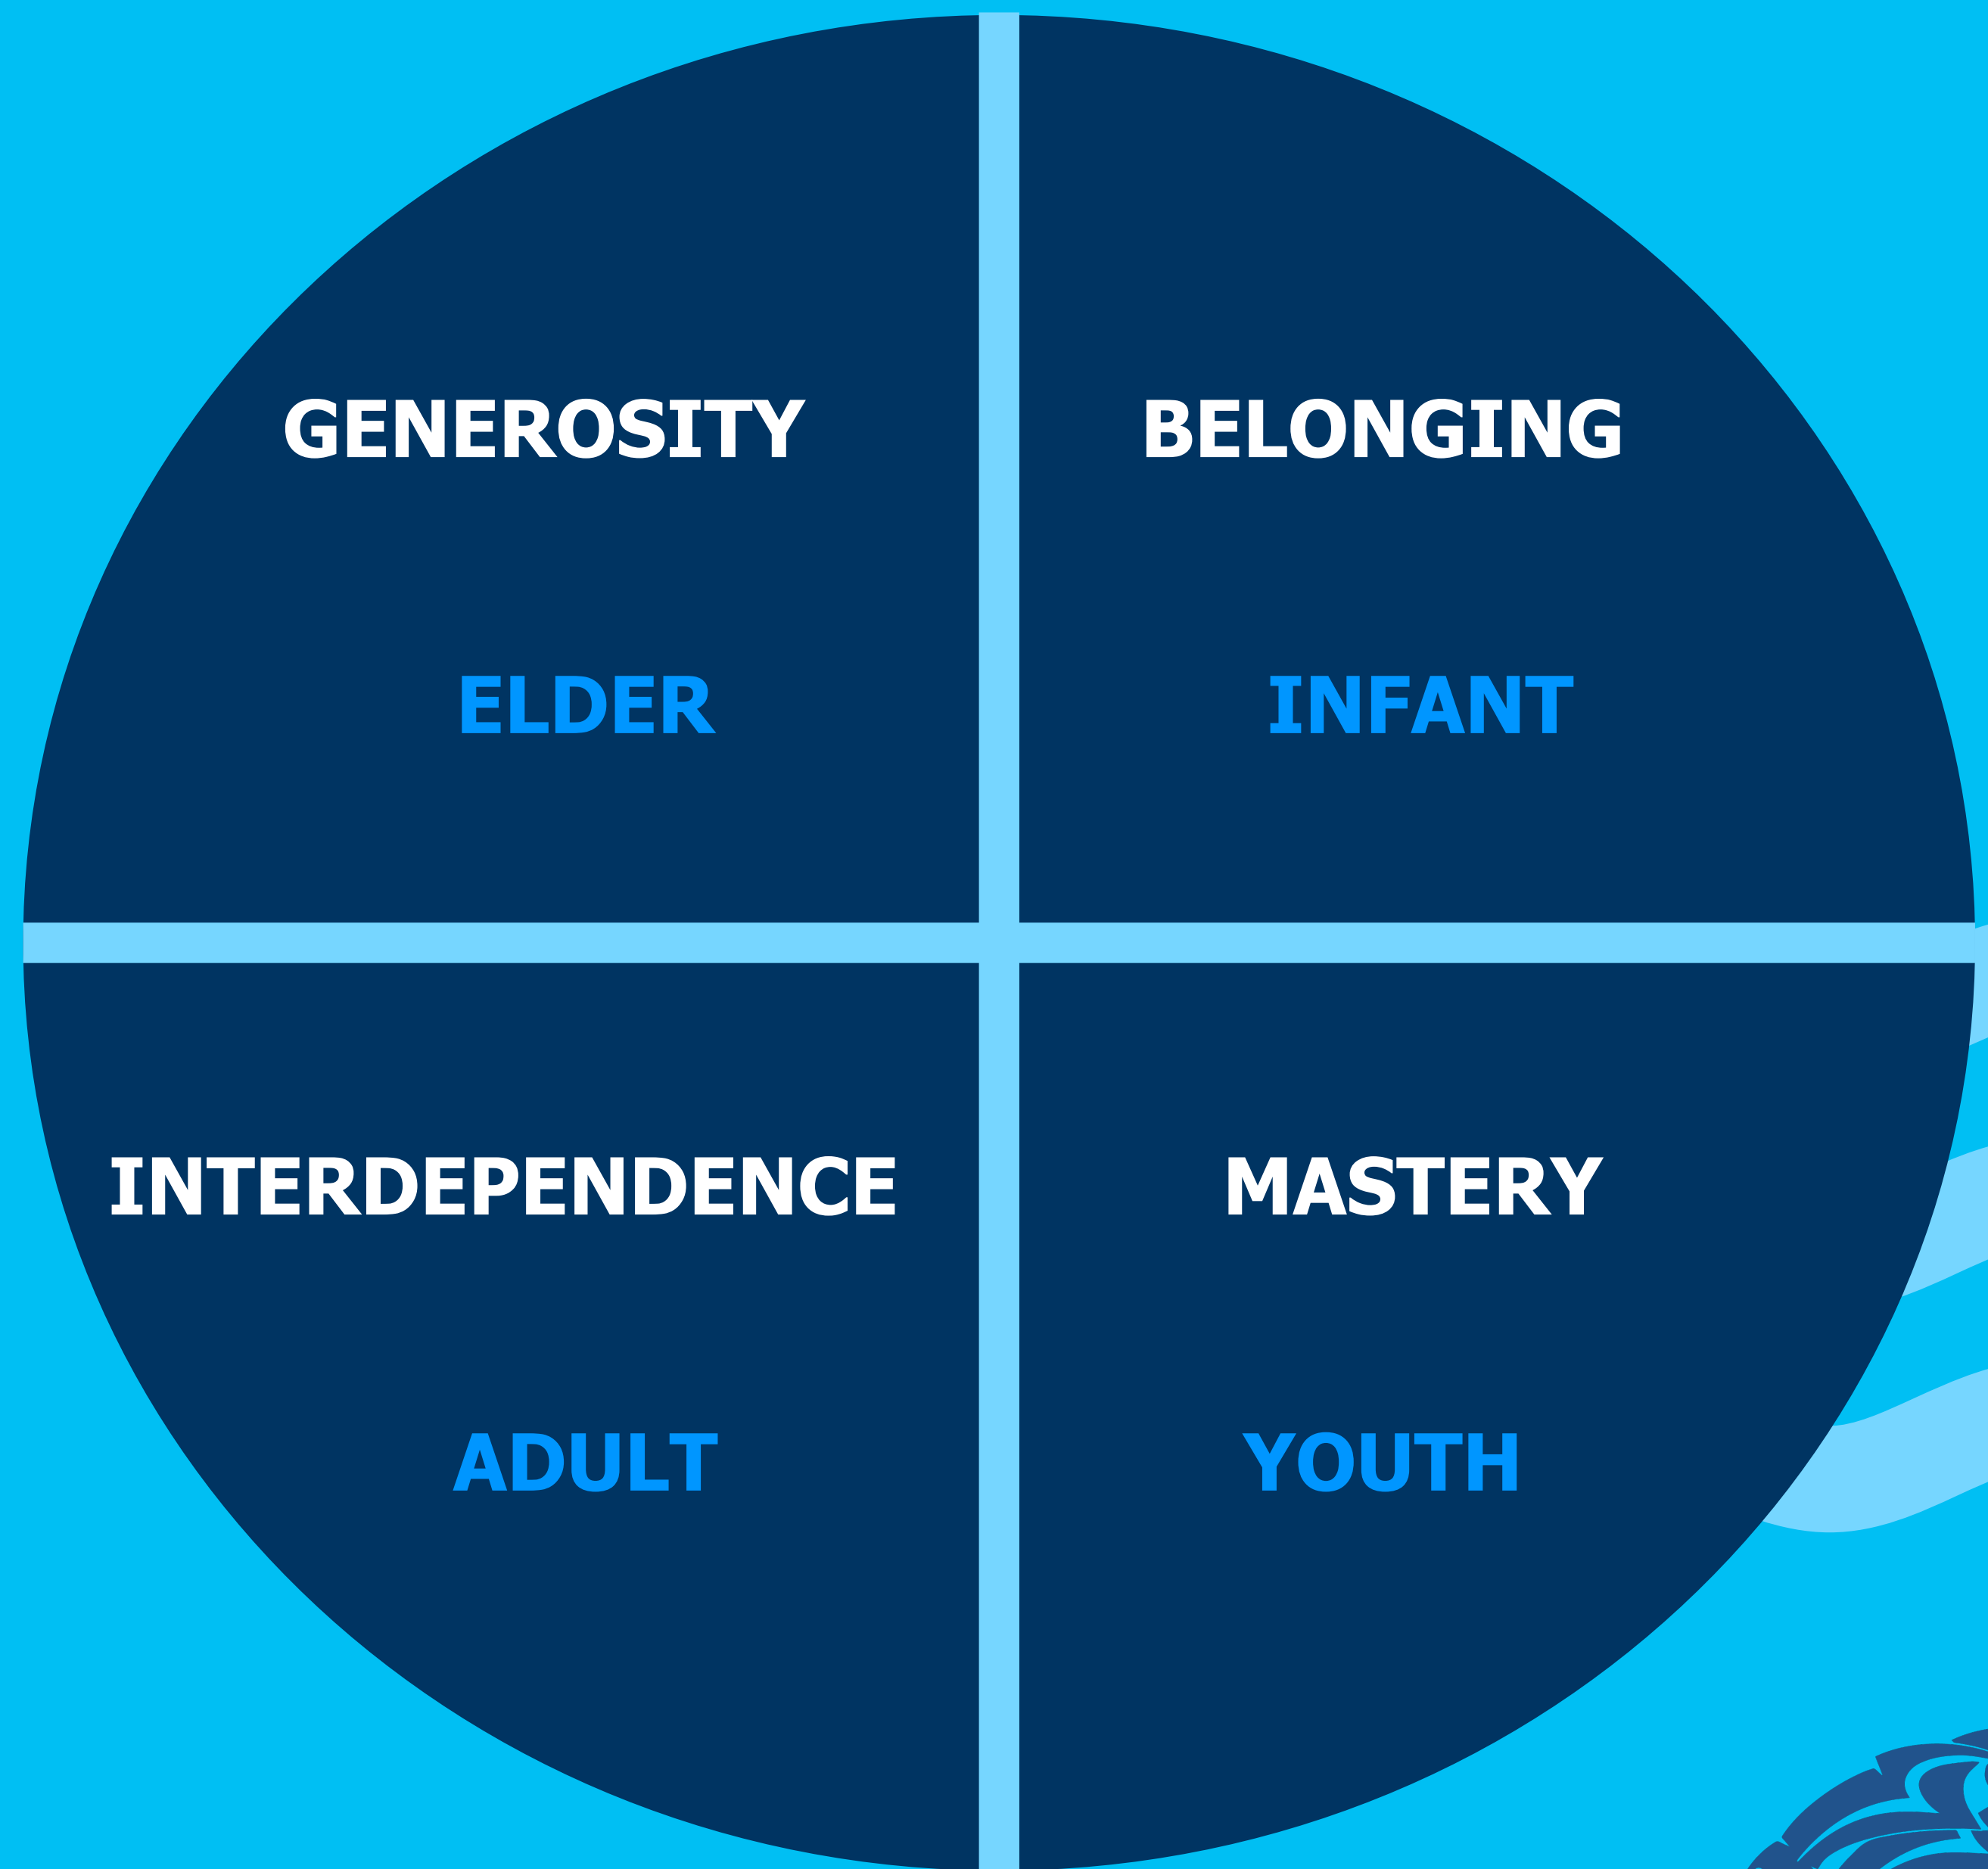 GENEROSITY
BELONGING
ELDER
INFANT
INTERDEPENDENCE
MASTERY
ADULT
YOUTH